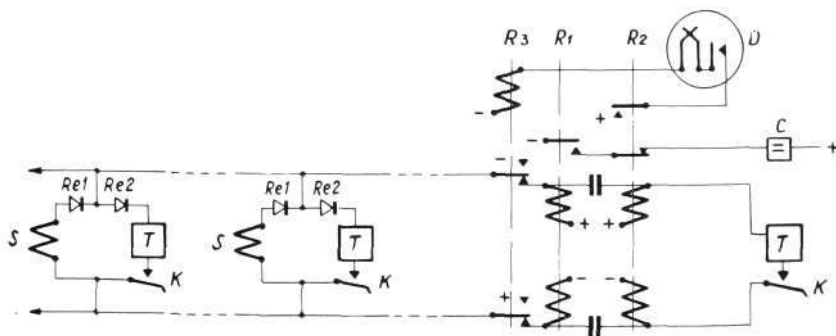 R3 R1 R2 D
-
+
- C = +
-
Re1 Re2 Re1 Re2
S T S T + + T
K K K
+ - -